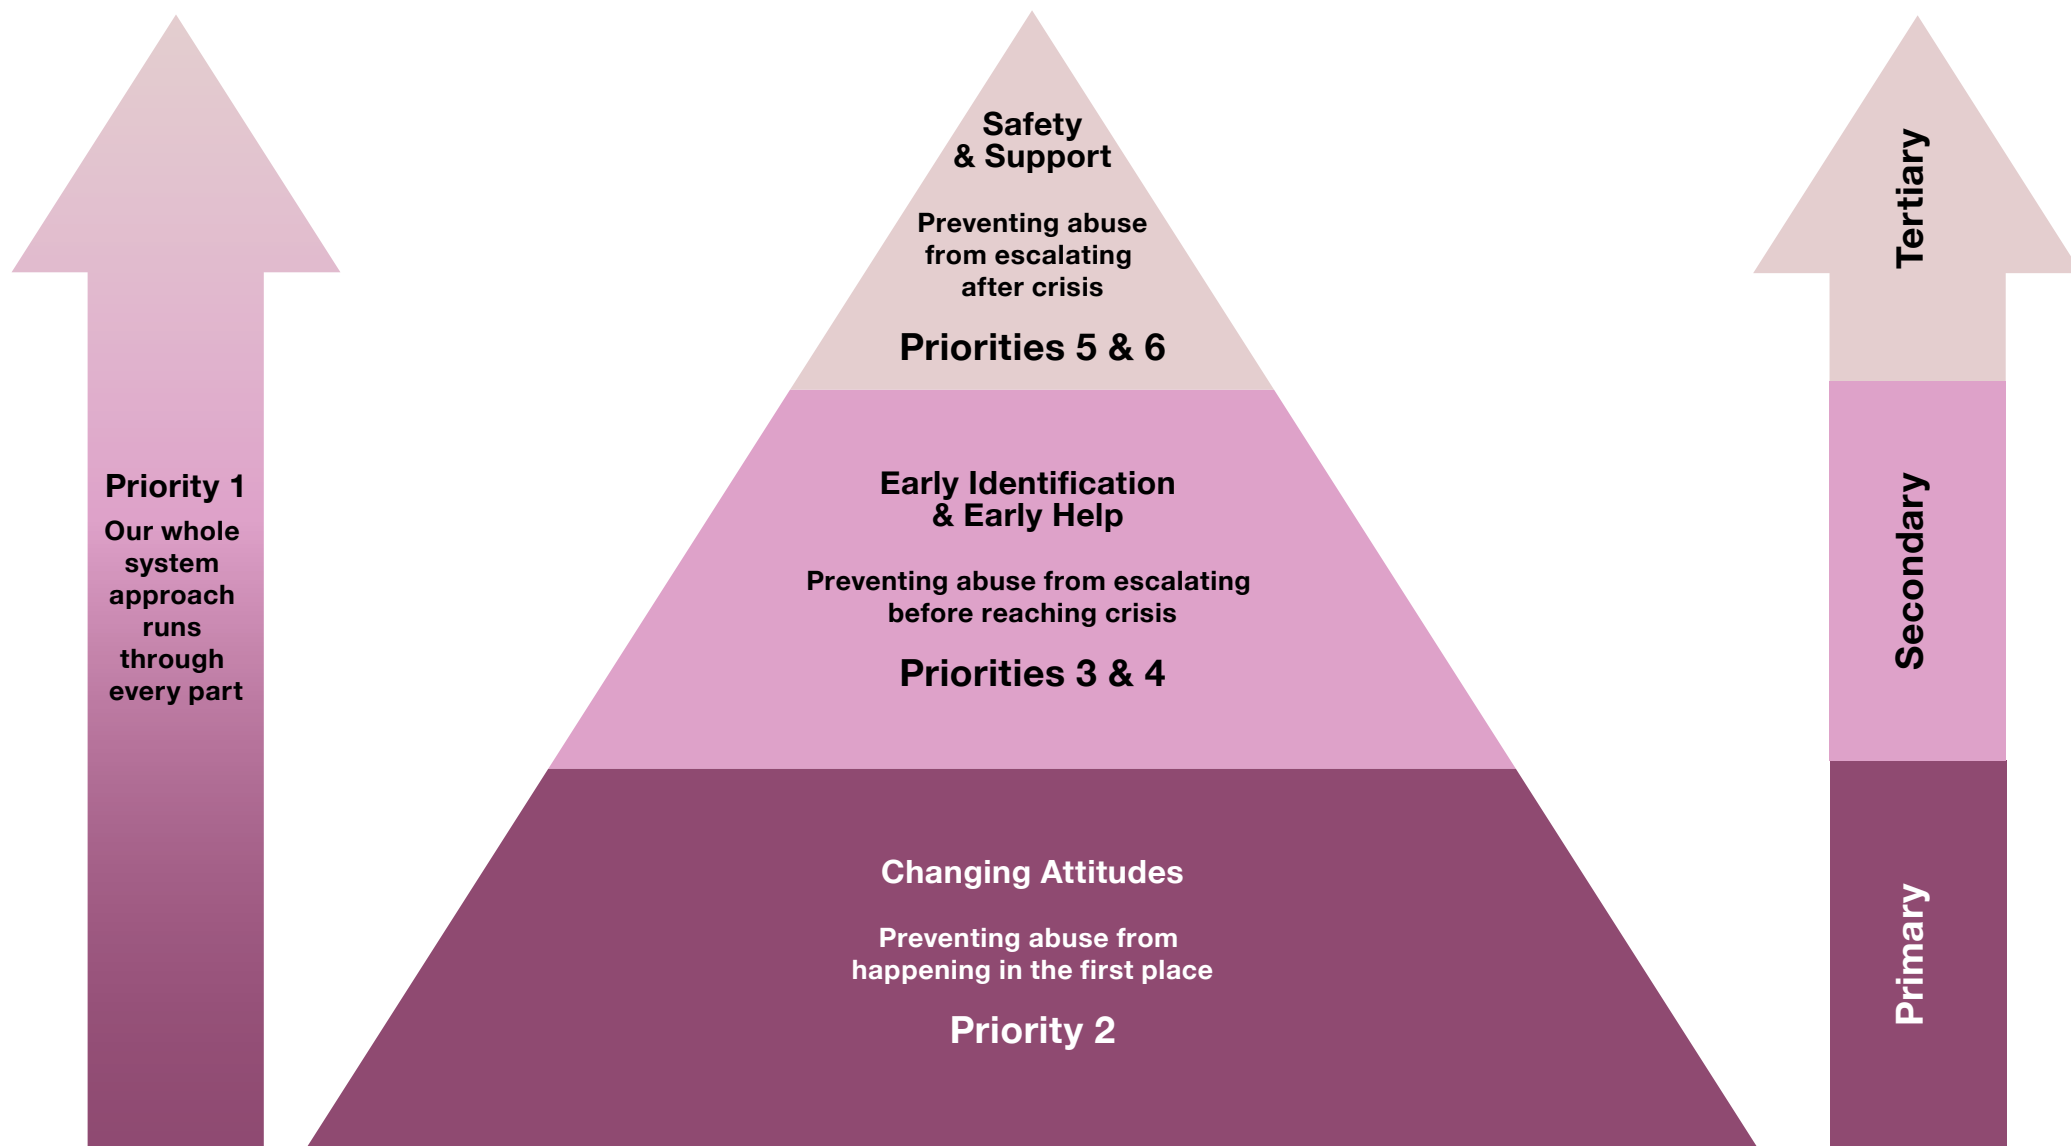 Priority 1
Our whole
system
approach
runs
through
every part
Safety
& Support
Preventing abuse
from escalating
after crisis
Priorities 5 & 6
Early Identification
& Early Help
Preventing abuse from escalating
before reaching crisis
Priorities 3 & 4
Changing Attitudes
Preventing abuse from
happening in the first place
Priority 2
Tertiary
Secondary
Primary